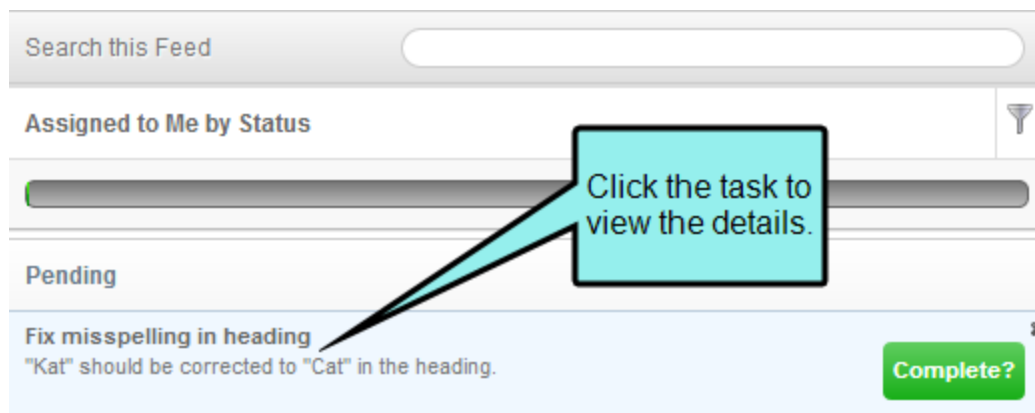 Search this Feed
Assigned to Me by Status
Click the task to
view the details.
Pending
Fix misspelling in heading
"Kat" should be corrected to "Cat" in the heading.
Complete?